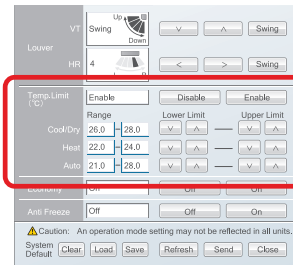 VT Swing Up Down Swing
Louver
HR 4 < > Swing
Temp.Limit (°C) Enable Disable Enable
Range Lower Limit Upper Limit
Cool/Dry 26,0 - 28,0
Heat 22,0 - 24,0
Auto 21,0 - 28,0
Economy Off Off On
Anti Freeze Off Off On
Caution: An operation mode setting may not be reflected in all units.
System Default Clear Load Save Refresh Send Close